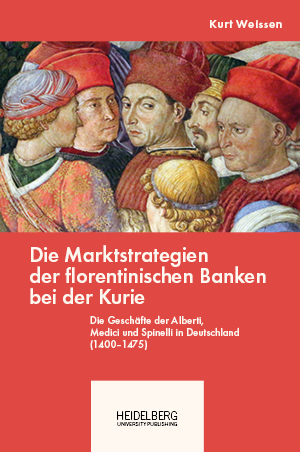 Kurt Weissen
Die Marktstrategien
der florentinischen Banken
bei der Kurie
Die Geschäfte der Alberti,
Medici und Spinelli in Deutschland
(1400–1475)
HEIDELBERG
UNIVERSITY PUBLISHING